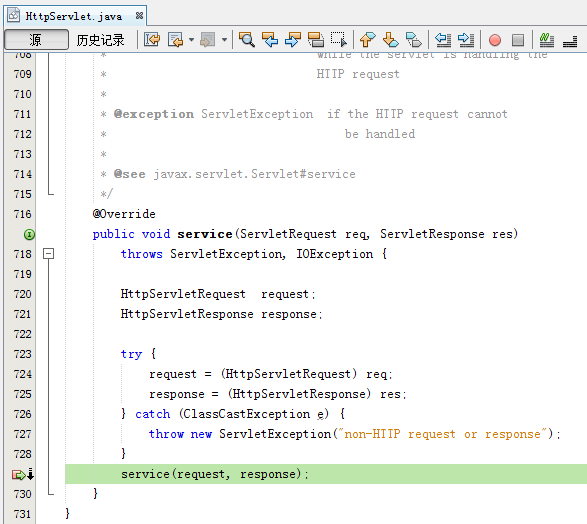 HttpServlet.java
源 历史记录
708 * while the servlet is handling the
709 * HTTP request
710 *
711 * @exception ServletException if the HTTP request cannot
712 * be handled
713 *
714 * @see javax.servlet.Servlet#service
715 */
716 @Override
public void service(ServletRequest req, ServletResponse res)
718 throws ServletException, IOException {
719
720 HttpServletRequest request;
721 HttpServletResponse response;
722
723 try {
724 request = (HttpServletRequest) req;
725 response = (HttpServletResponse) res;
726 } catch (ClassCastException e) {
727 throw new ServletException("non-HTTP request or response");
728 }
service(request, response);
730 }
731 }